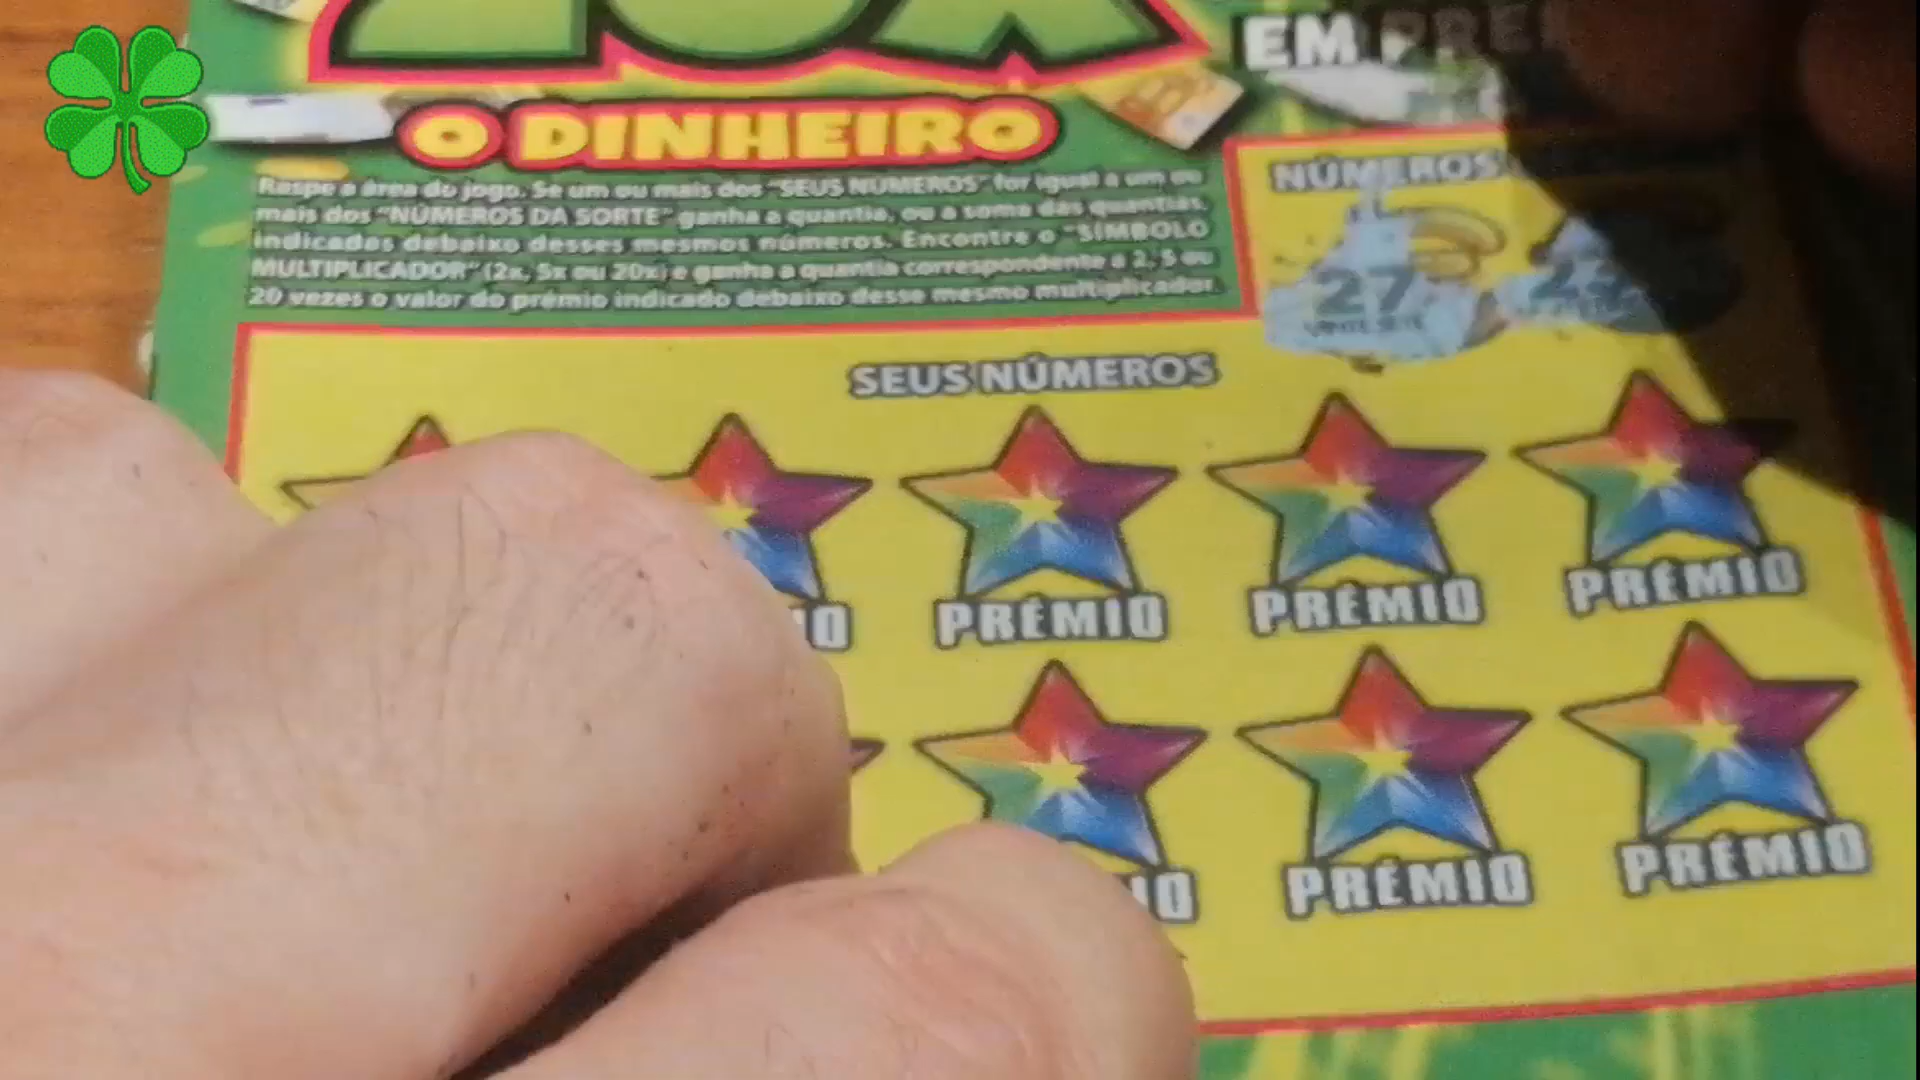 EM
O DINHEIRO
Raspe a área do jogo. Se um ou mais dos "SEUS NÚMEROS" for igual a um ou
mais dos "NÚMEROS DA SORTE" ganha a quantia, ou a soma das quantias,
indicadas debaixo desses mesmos números. Encontre o "SÍMBOLO
MULTIPLICADOR" (2x, 5x ou 20x) e ganha a quantia correspondente a 2, 5 ou
20 vezes o valor do prémio indicado debaixo desse mesmo multiplicador.
NÚMEROS
27
SEUS NÚMEROS
PRÉMIO PRÉMIO PRÉMIO
PRÉMIO PRÉMIO